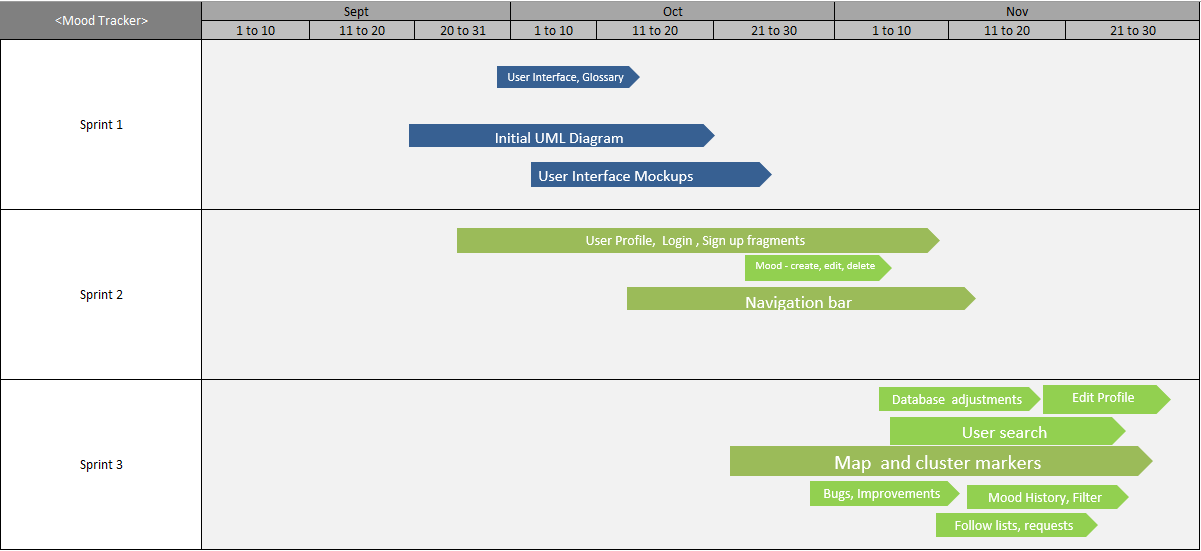 <Mood Tracker>
Sept Oct Nov
1 to 10 11 to 20 20 to 31 1 to 10 11 to 20 21 to 30 1 to 10 11 to 20 21 to 30
Sprint 1
User Interface, Glossary
Initial UML Diagram
User Interface Mockups
Sprint 2
User Profile, Login , Sign up fragments
Mood - create, edit, delete
Navigation bar
Sprint 3
Database adjustments
Edit Profile
User search
Map and cluster markers
Bugs, Improvements
Mood History, Filter
Follow lists, requests